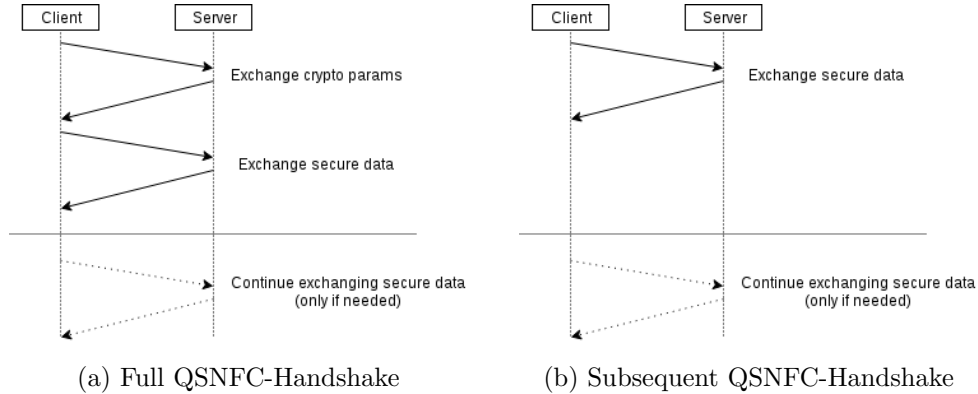 Client
Server
Exchange crypto params
Exchange secure data
Continue exchanging secure data
(only if needed)
(a) Full QSNFC-Handshake
Client
Server
Exchange secure data
Continue exchanging secure data
(only if needed)
(b) Subsequent QSNFC-Handshake